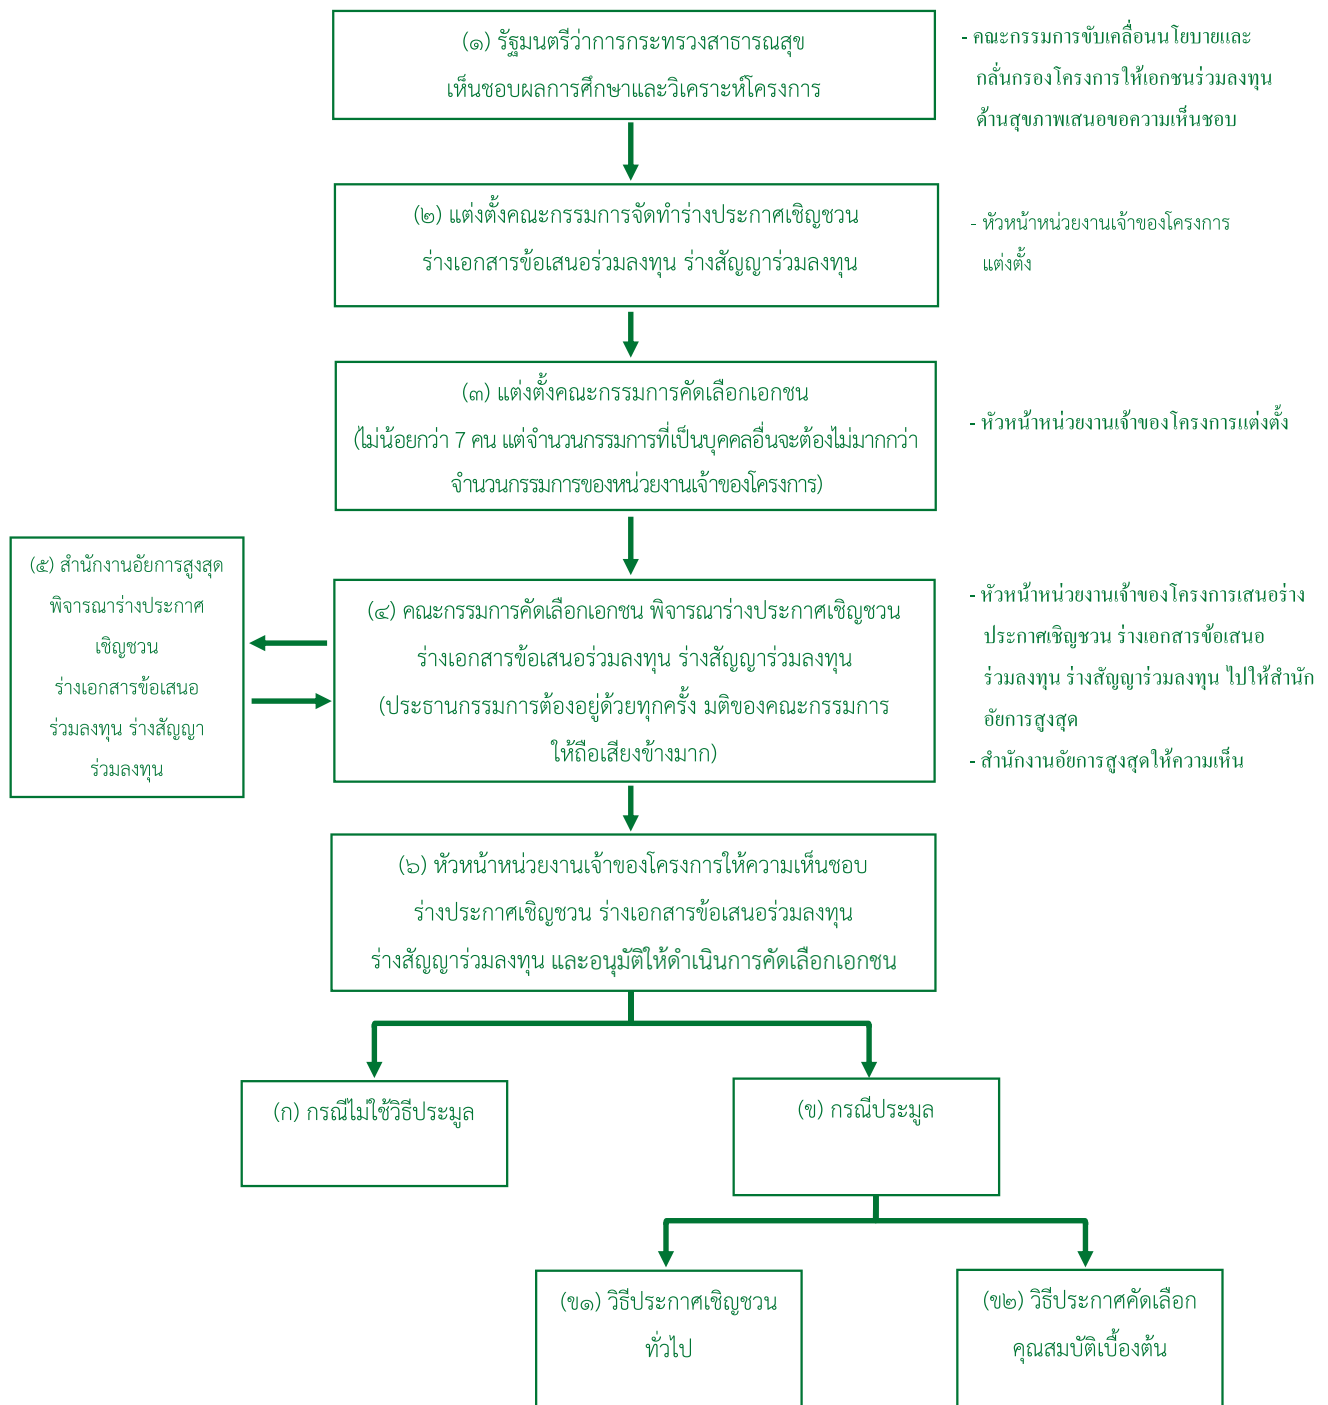 (๑) รัฐมนตรีว่าการกระทรวงสาธารณสุข
เห็นชอบผลการศึกษาและวิเคราะห์โครงการ
- คณะกรรมการขับเคลื่อนนโยบายและ
กลั่นกรองโครงการให้เอกชนร่วมลงทุน
ด้านสุขภาพเสนอขอความเห็นชอบ
(๒) แต่งตั้งคณะกรรมการจัดทำร่างประกาศเชิญชวน
ร่างเอกสารข้อเสนอร่วมลงทุน ร่างสัญญาร่วมลงทุน
- หัวหน้าหน่วยงานเจ้าของโครงการ
แต่งตั้ง
(๓) แต่งตั้งคณะกรรมการคัดเลือกเอกชน
(ไม่น้อยกว่า 7 คน แต่จำนวนกรรมการที่เป็นบุคคลอื่นจะต้องไม่มากกว่า
จำนวนกรรมการของหน่วยงานเจ้าของโครงการ)
- หัวหน้าหน่วยงานเจ้าของโครงการแต่งตั้ง
(๕) สำนักงานอัยการสูงสุด
พิจารณาร่างประกาศ
เชิญชวน
ร่างเอกสารข้อเสนอ
ร่วมลงทุน ร่างสัญญา
ร่วมลงทุน
(๔) คณะกรรมการคัดเลือกเอกชน พิจารณาร่างประกาศเชิญชวน
ร่างเอกสารข้อเสนอร่วมลงทุน ร่างสัญญาร่วมลงทุน
(ประธานกรรมการต้องอยู่ด้วยทุกครั้ง มติของคณะกรรมการ
ให้ถือเสียงข้างมาก)
- หัวหน้าหน่วยงานเจ้าของโครงการเสนอร่าง
ประกาศเชิญชวน ร่างเอกสารข้อเสนอ
ร่วมลงทุน ร่างสัญญาร่วมลงทุน ไปให้สำนัก
อัยการสูงสุด
- สำนักงานอัยการสูงสุดให้ความเห็น
(๖) หัวหน้าหน่วยงานเจ้าของโครงการให้ความเห็นชอบ
ร่างประกาศเชิญชวน ร่างเอกสารข้อเสนอร่วมลงทุน
ร่างสัญญาร่วมลงทุน และอนุมัติให้ดำเนินการคัดเลือกเอกชน
(ก) กรณีไม่ใช้วิธีประมูล
(ข) กรณีประมูล
(ข๑) วิธีประกาศเชิญชวน
ทั่วไป
(ข๒) วิธีประกาศคัดเลือก
คุณสมบัติเบื้องต้น